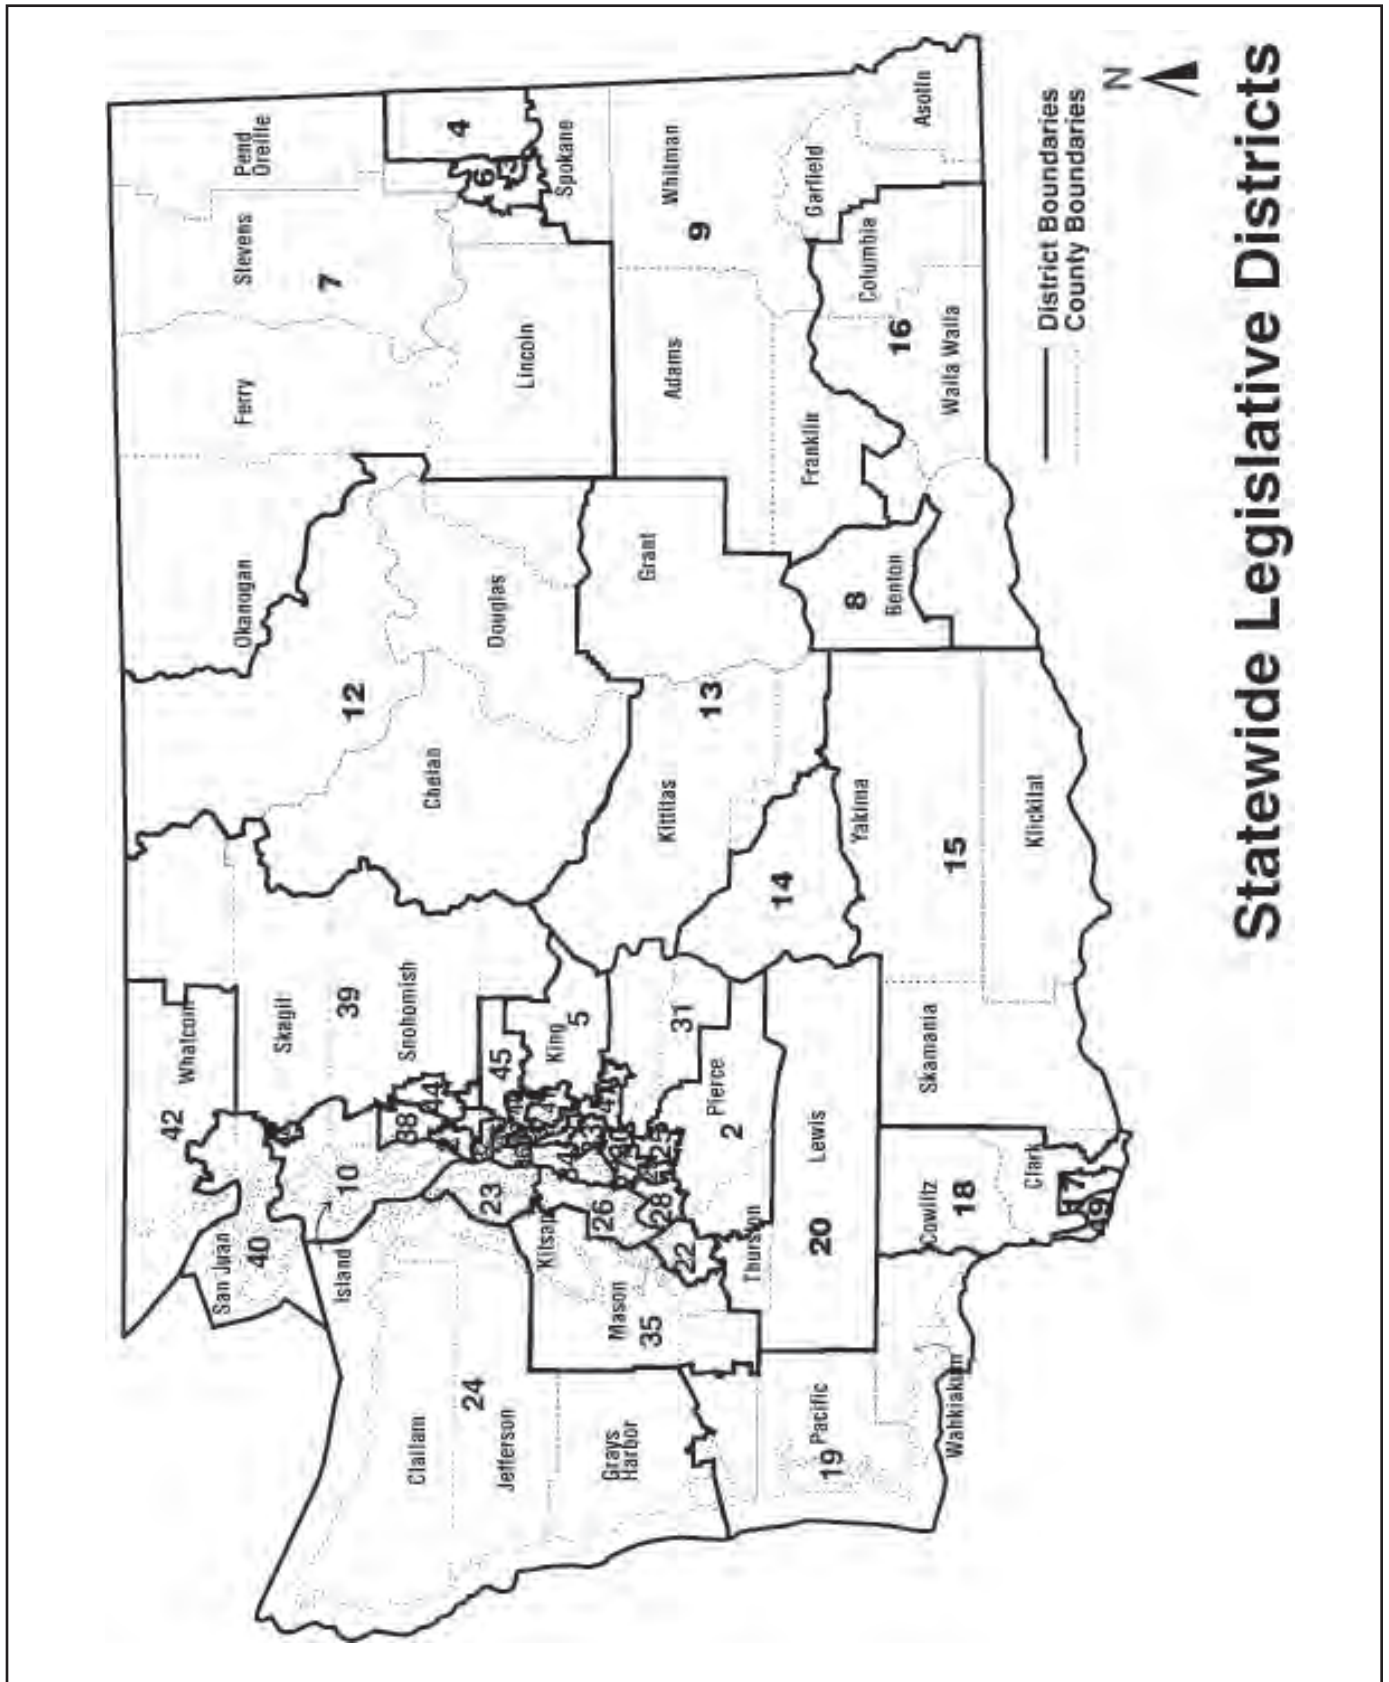 Whatcom
42
San Juan
40
Skagit
Island
10
39
Snohomish
38
44
Okanogan
12
Chelan
Douglas
Ferry
Stevens
7
Pend
Oreille
4
6
3
Spokane
Lincoln
Clallam
24
Jefferson
Grays
Harbor
Kitsap
23
26
Mason
35
45
King
5
34
28
22
25
31
Pierce
2
Thurston
Kittitas
13
Grant
Adams
Whitman
9
14
Yakima
15
Klickitat
8
Benton
Franklin
16
Columbia
Walla Walla
Garfield
Asotin
Pacific
19
Wahkiakum
Lewis
20
Cowlitz
18
Clark
17
49
Skamania
District Boundaries
County Boundaries
N
Statewide Legislative Districts